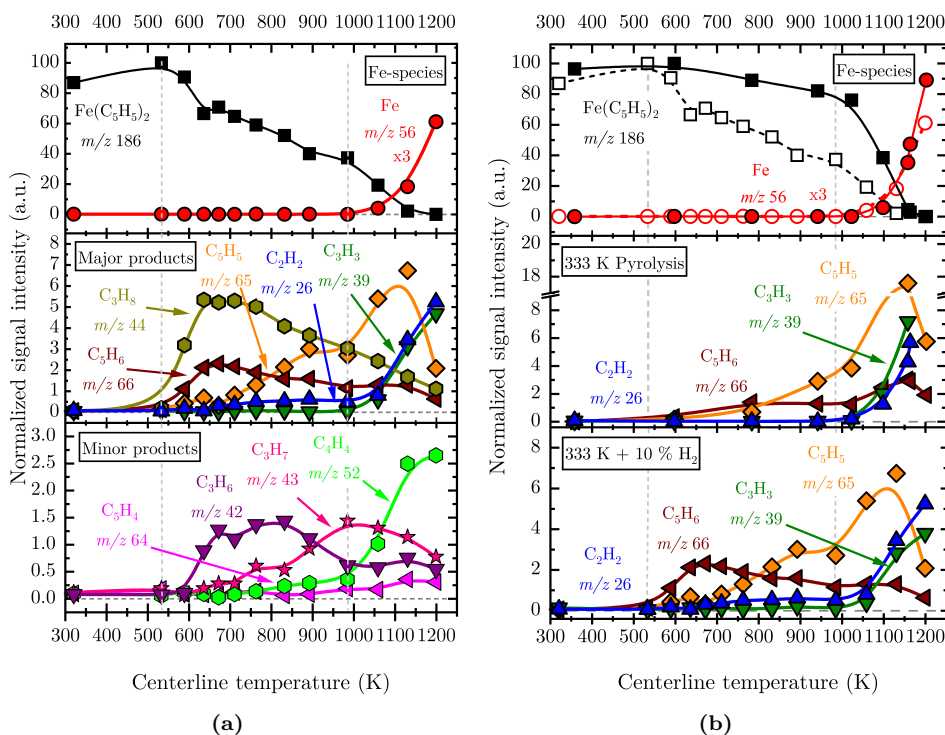 300 400 500 600 700 800 900 1000 1100 1200
Fe-species
100
80
60
40
20
0
Fe(C5H5)2
m/z 186
Fe
m/z 56
x3
Normalized signal intensity (a.u.)
Major products
8
7
6
5
4
3
2
1
0
C3H8
m/z 44
C5H6
m/z 66
C5H5
m/z 65
C2H2
m/z 26
C3H3
m/z 39
Minor products
3.0
2.5
2.0
1.5
1.0
0.5
0.0
C5H4
m/z 64
C3H6
m/z 42
C3H7
m/z 43
C4H4
m/z 52
300 400 500 600 700 800 900 1000 1100 1200
Centerline temperature (K)
(a)
300 400 500 600 700 800 900 1000 1100 1200
Fe-species
100
80
60
40
20
0
Fe(C5H5)2
m/z 186
Fe
m/z 56
x3
Normalized signal intensity (a.u.)
333 K Pyrolysis
20
18
8
6
4
2
0
C2H2
m/z 26
C5H6
m/z 66
C3H3
m/z 39
C5H5
m/z 65
333 K + 10 % H2
8
6
4
2
0
C2H2
m/z 26
C5H6
m/z 66
C3H3
m/z 39
C5H5
m/z 65
300 400 500 600 700 800 900 1000 1100 1200
Centerline temperature (K)
(b)